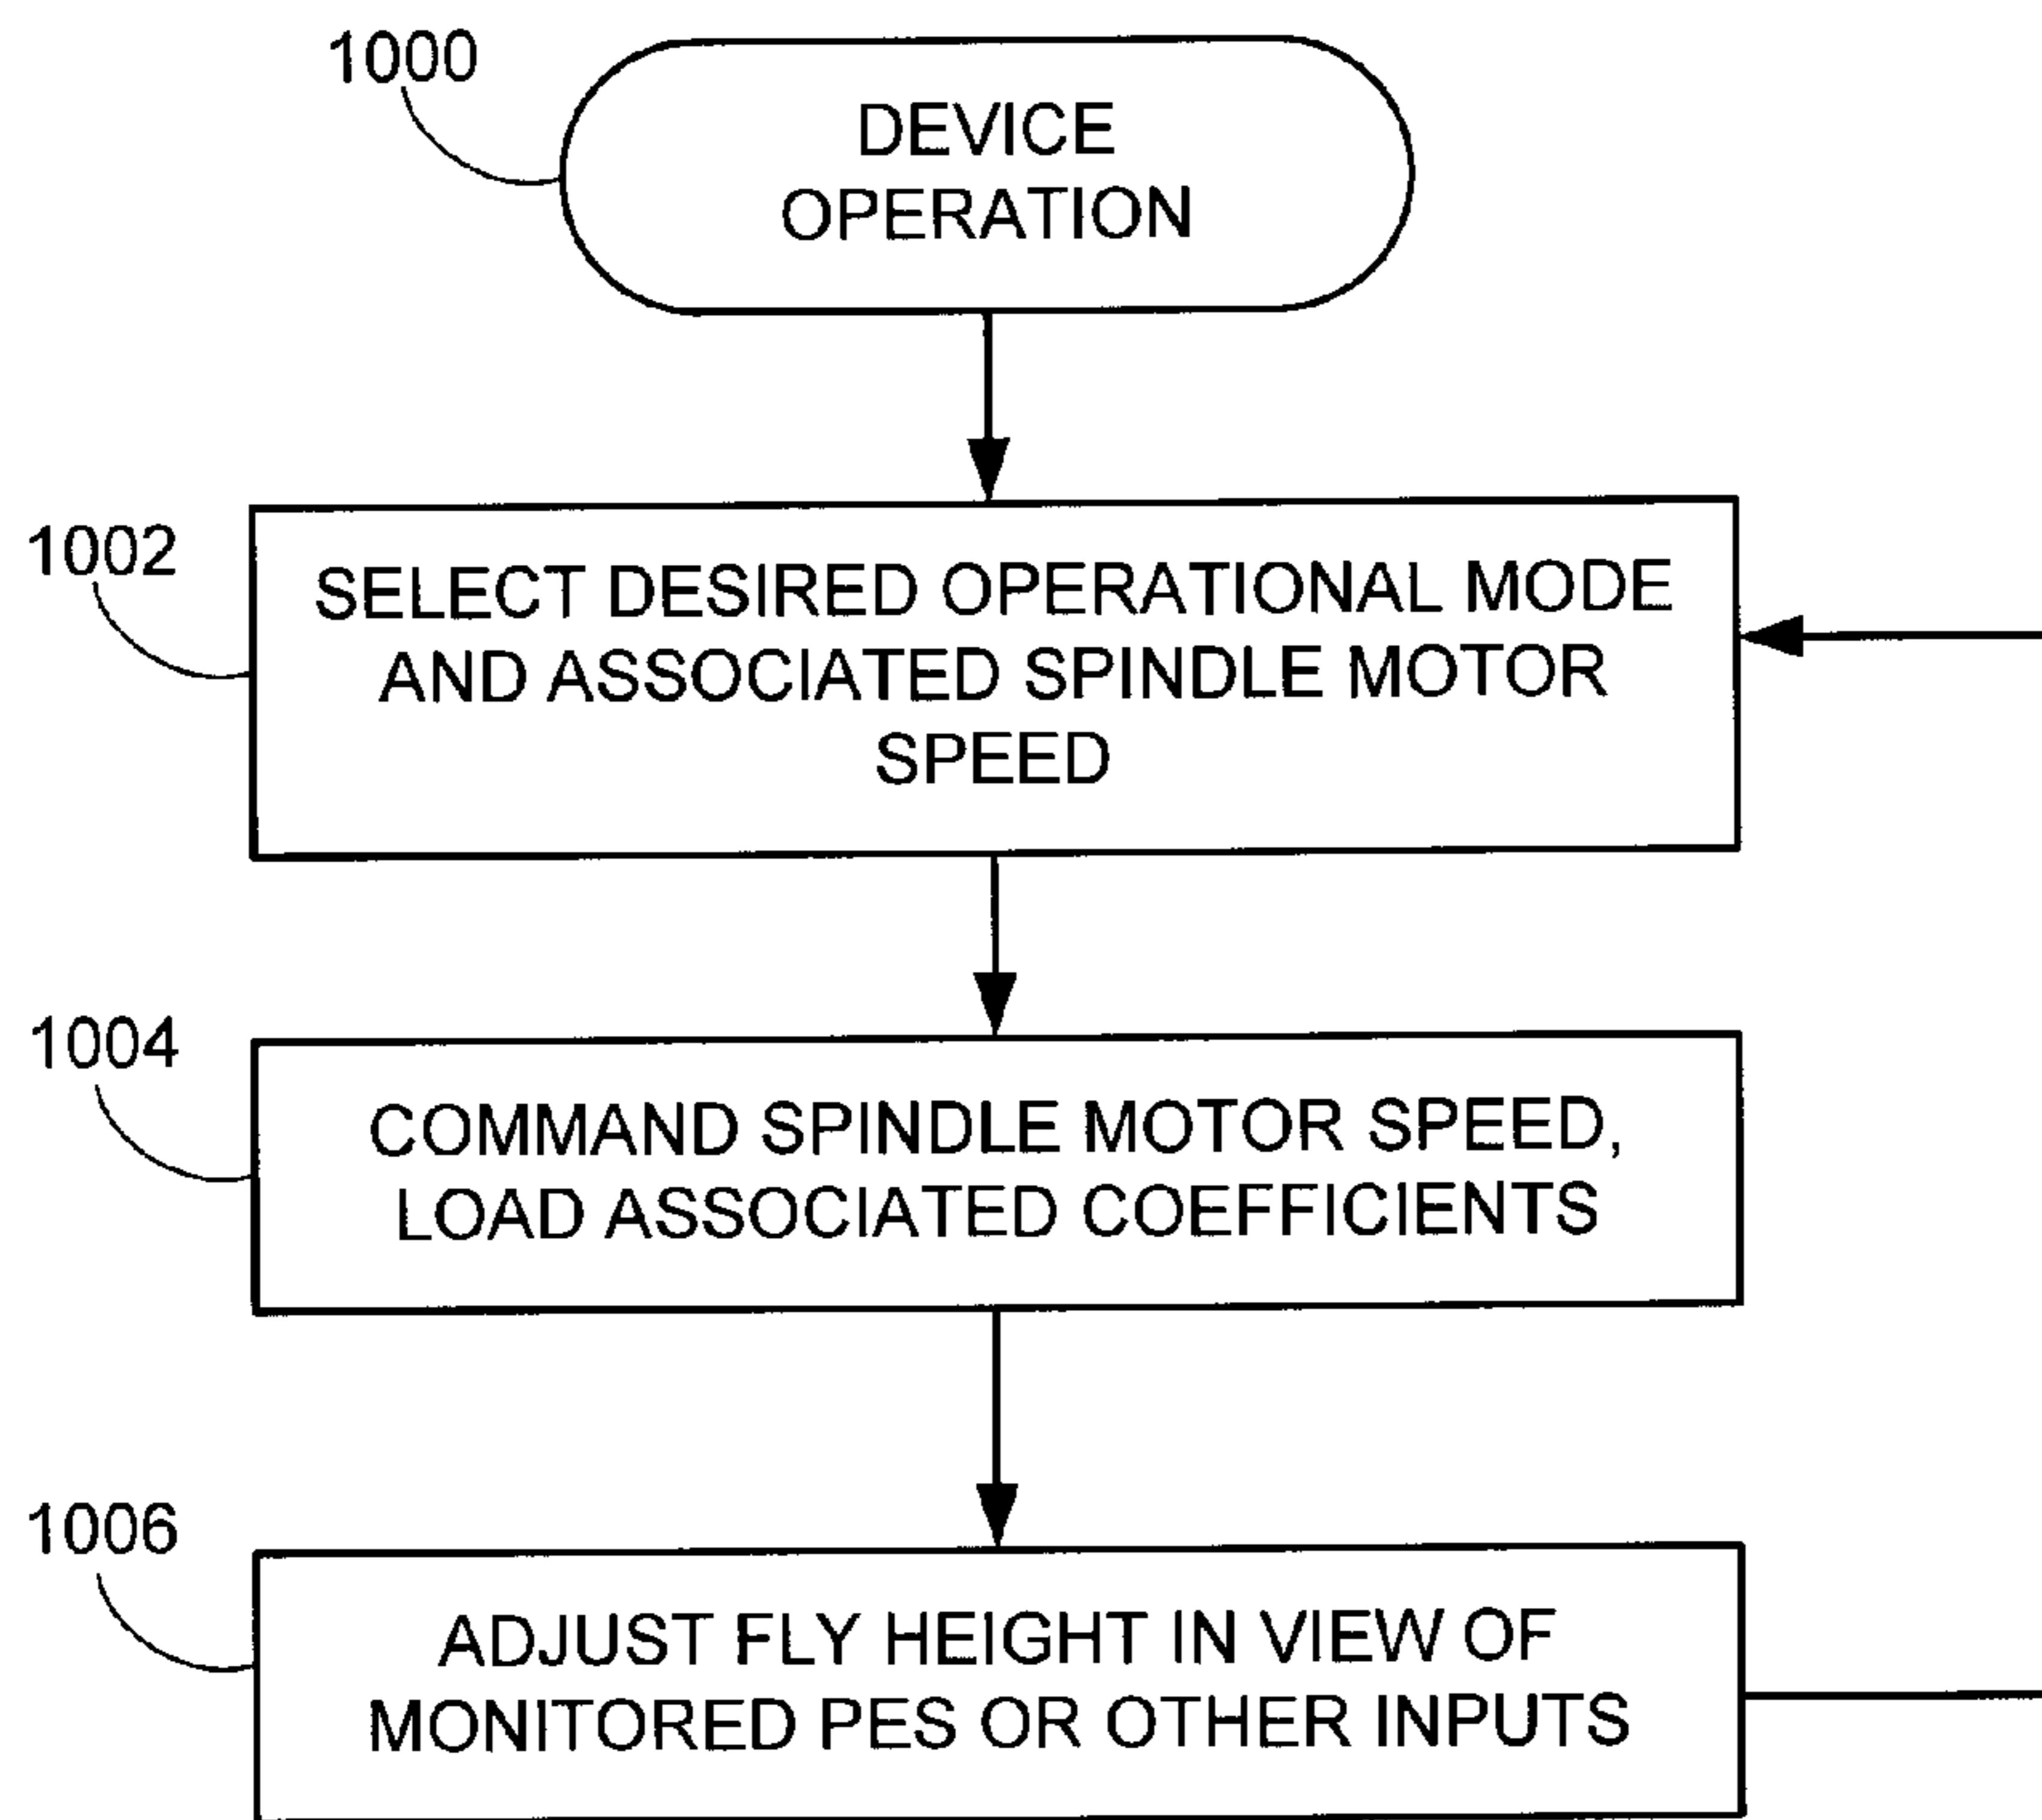 1000
DEVICE
OPERATION
1002
SELECT DESIRED OPERATIONAL MODE
AND ASSOCIATED SPINDLE MOTOR
SPEED
1004
COMMAND SPINDLE MOTOR SPEED,
LOAD ASSOCIATED COEFFICIENTS
1006
ADJUST FLY HEIGHT IN VIEW OF
MONITORED PES OR OTHER INPUTS